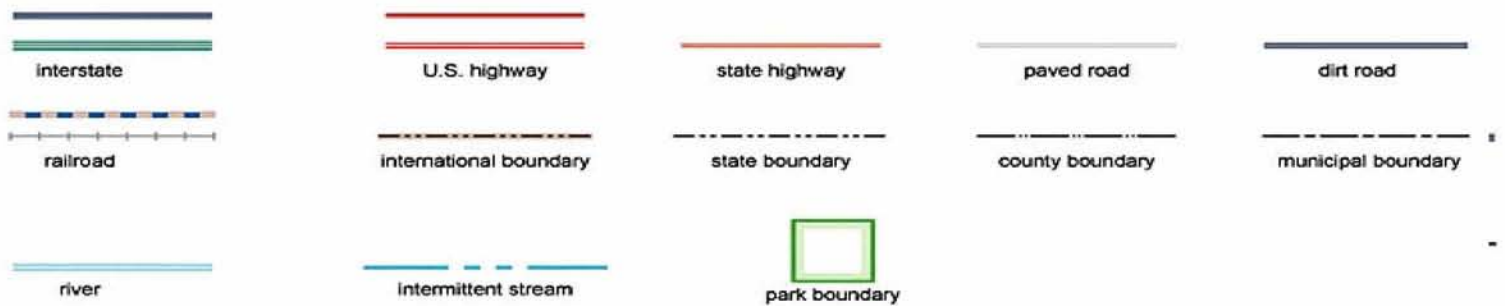 interstate
U.S. highway
state highway
paved road
dirt road
railroad
international boundary
state boundary
county boundary
municipal boundary
river
intermittent stream
park boundary